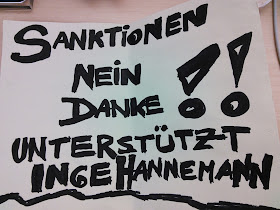 SANKTIONEN
NEIN
DANKE !!
UNTERSTÜTZT
INGE HANNEMANN